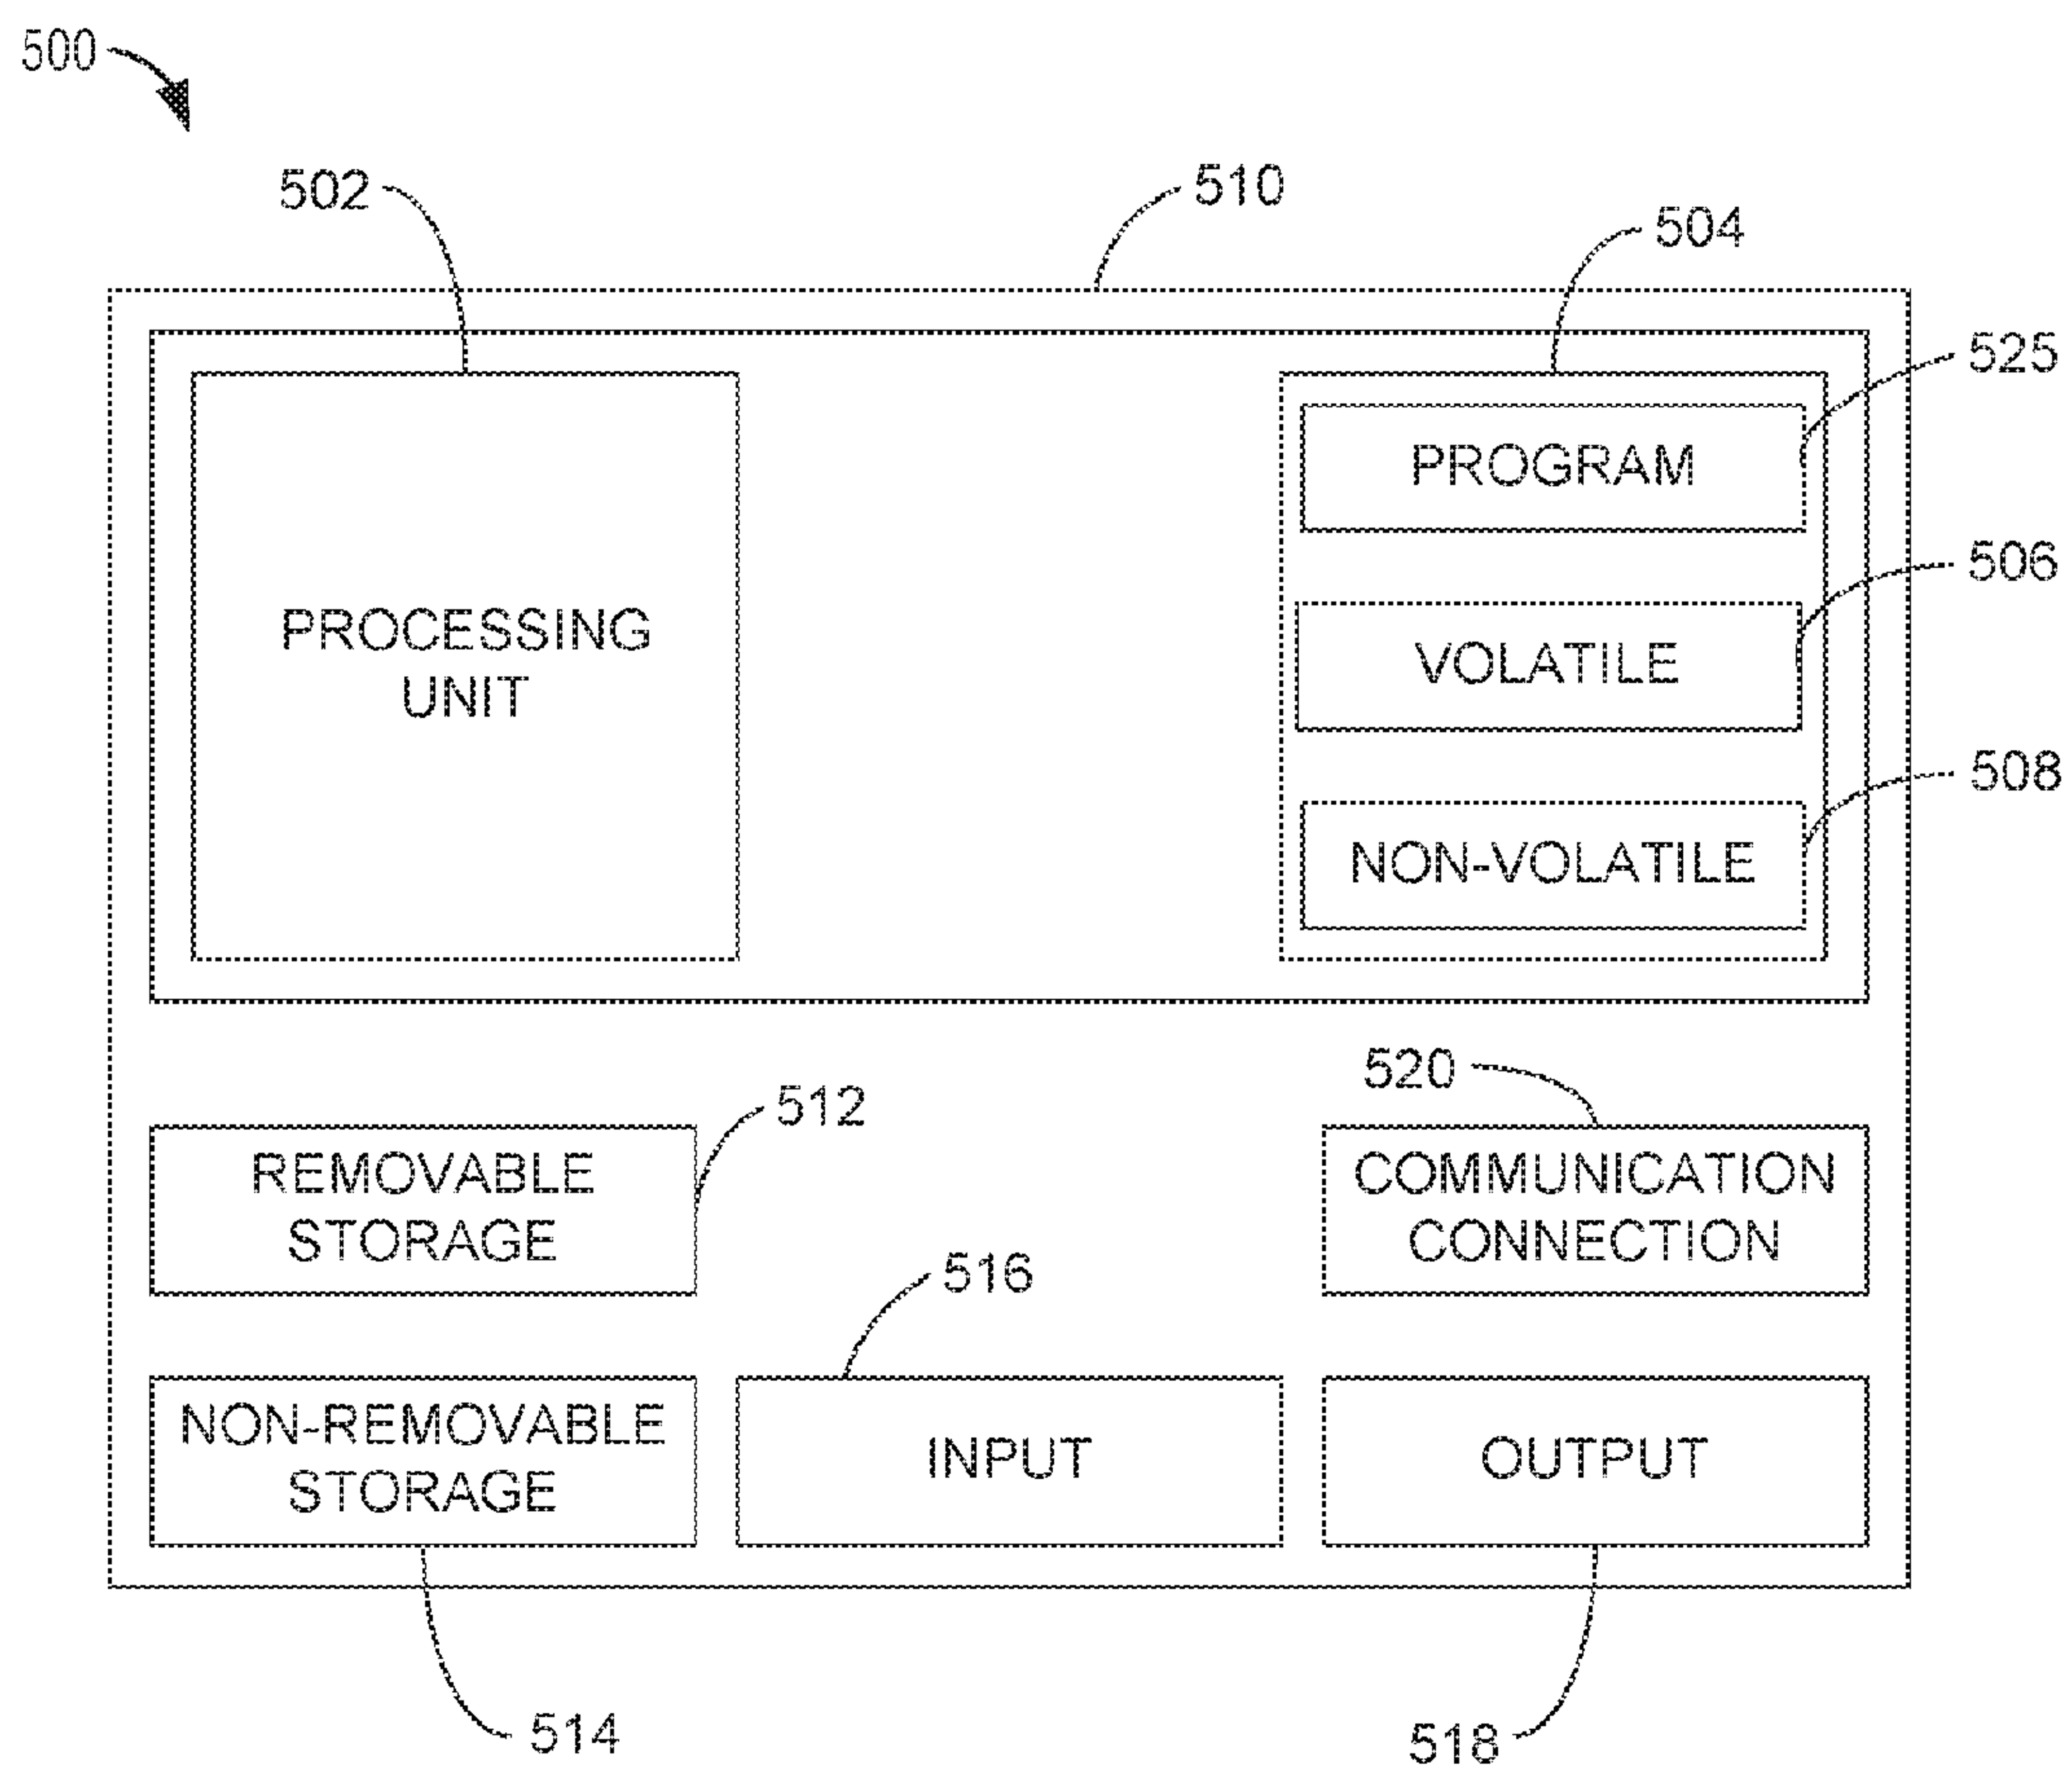 500
502
510
504
525
PROGRAM
506
PROCESSING
UNIT
VOLATILE
508
NON-VOLATILE
520
512
REMOVABLE
STORAGE
COMMUNICATION
CONNECTION
516
NON-REMOVABLE
STORAGE
INPUT
OUTPUT
514
518